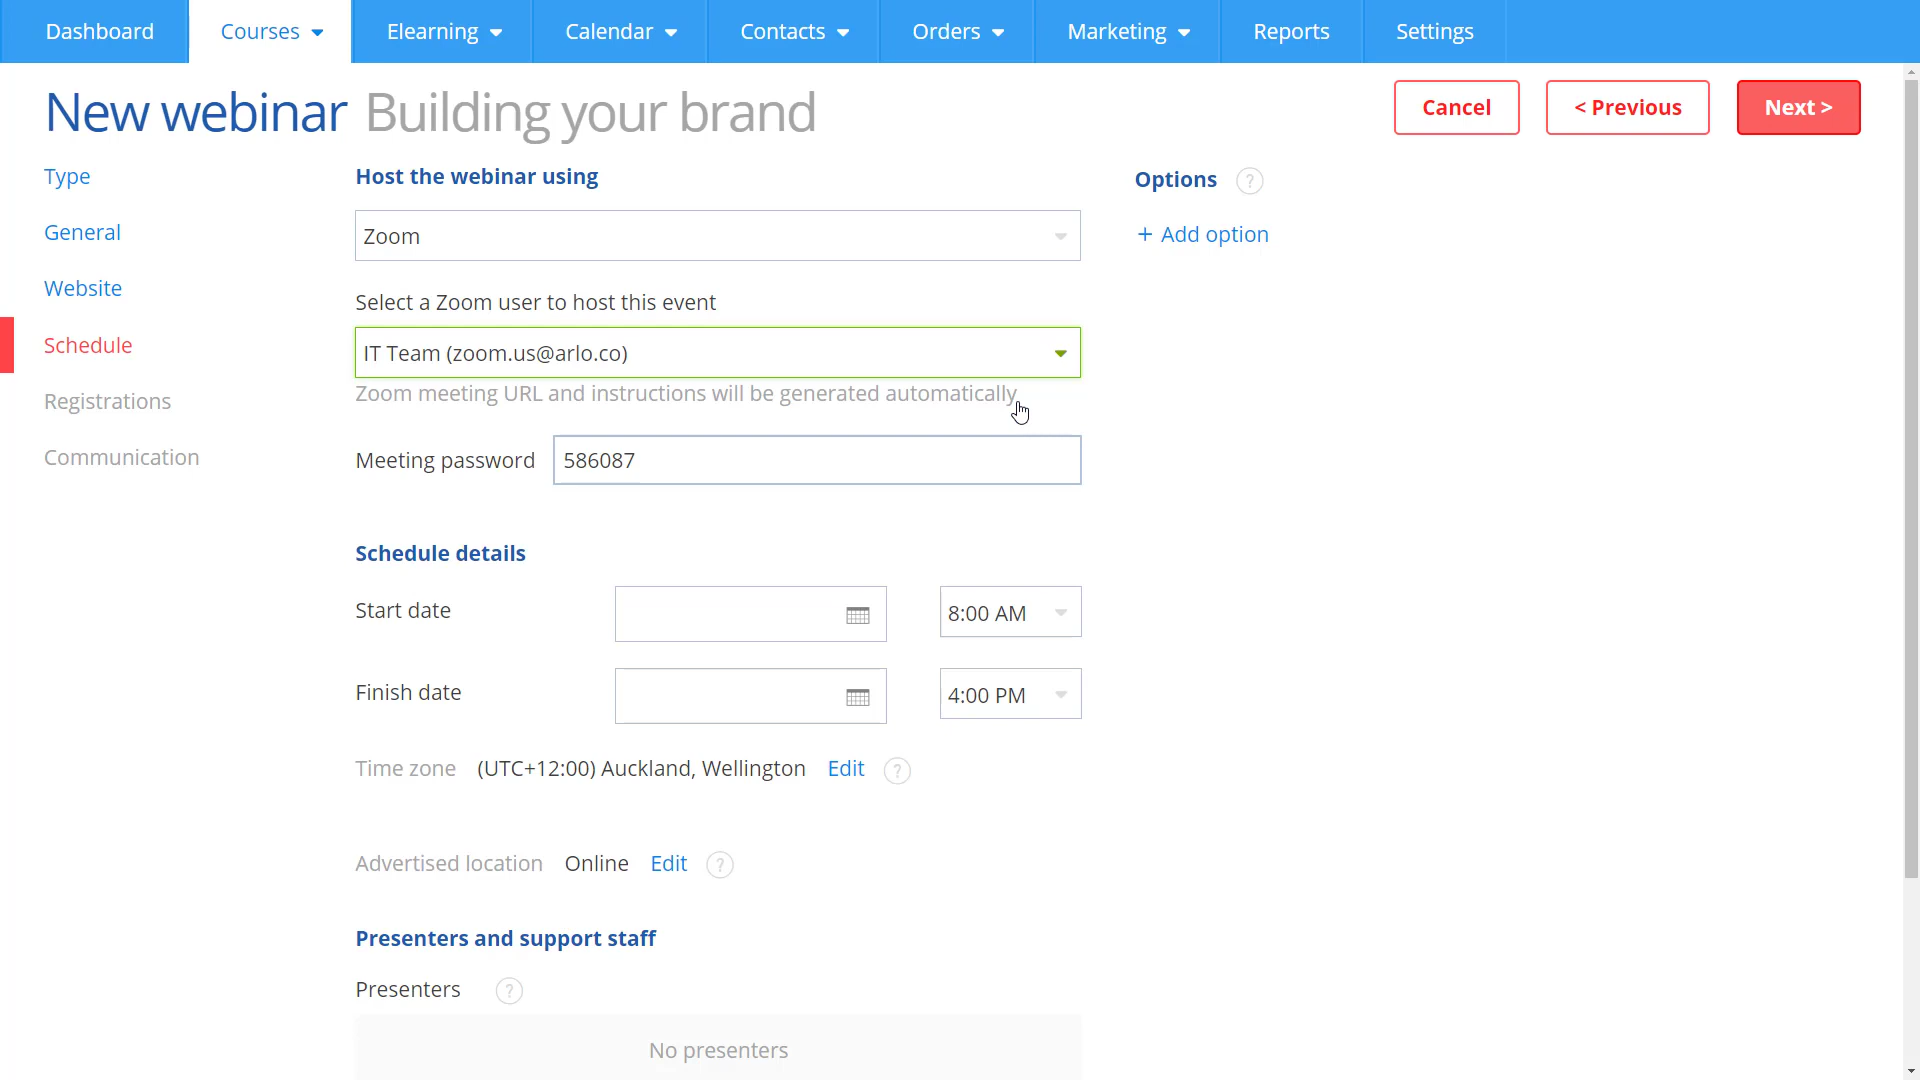 Dashboard Courses Elearning Calendar Contacts Orders Marketing Reports Settings
New webinar Building your brand
Cancel < Previous Next >
Type
General
Website
Schedule
Registrations
Communication
Host the webinar using
Zoom
Select a Zoom user to host this event
IT Team (zoom.us@arlo.co)
Zoom meeting URL and instructions will be generated automatically
Meeting password 586087
Schedule details
Start date 8:00 AM
Finish date 4:00 PM
Time zone (UTC+12:00) Auckland, Wellington Edit ?
Advertised location Online Edit ?
Presenters and support staff
Presenters ?
No presenters
Options ?
+ Add option